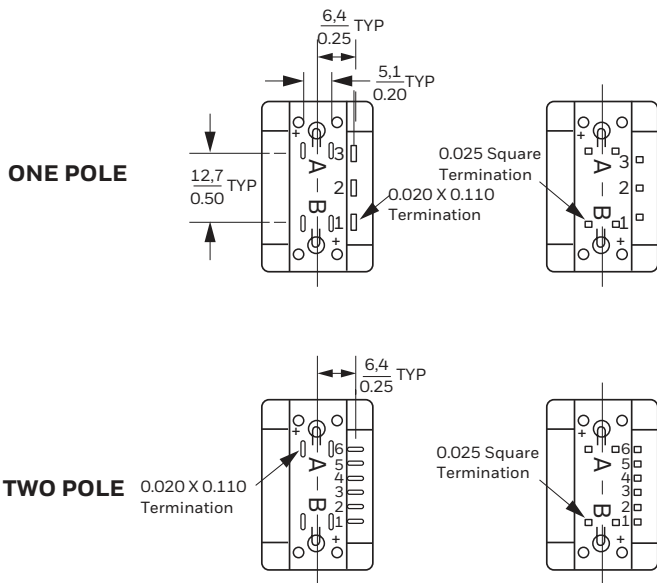 6,4
0.25 TYP
5,1
0.20 TYP
ONE POLE
12,7
0.50 TYP
+
A
B
3
2
1
+
0.020 X 0.110
Termination
0.025 Square
Termination
+
A
B
3
2
1
+
6,4
0.25 TYP
TWO POLE
0.020 X 0.110
Termination
+
A
B
6
5
4
3
2
1
+
0.025 Square
Termination
+
A
B
6
5
4
3
2
1
+